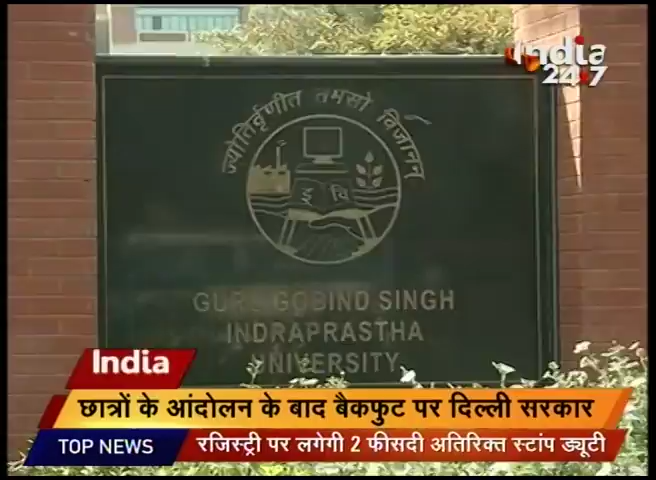 India
24x7
ज्योतिर्वृणीत तमसो विजानन
इ वि
GURU GOBIND SINGH
INDRAPRASTHA
UNIVERSITY
India
छात्रों के आंदोलन के बाद बैकफुट पर दिल्ली सरकार
TOP NEWS
रजिस्ट्री पर लगेगी 2 फीसदी अतिरिक्त स्टांप ड्यूटी